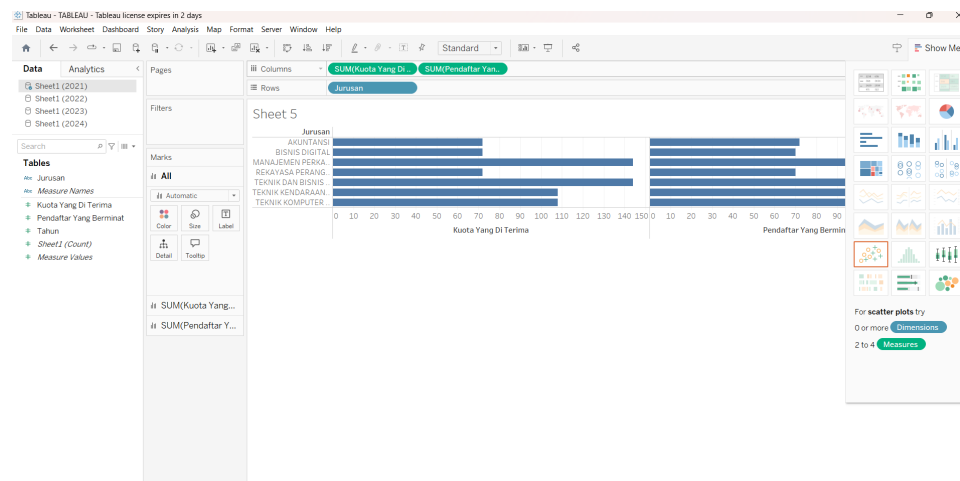 Tableau - TABLEAU - Tableau license expires in 2 days
File Data Worksheet Dashboard Story Analysis Map Format Server Window Help
Standard
Show Me
Data Analytics
Sheet1 (2021)
Sheet1 (2022)
Sheet1 (2023)
Sheet1 (2024)
Search
Tables
Abc Jurusan
Abc Measure Names
Kuota Yang Di Terima
Pendaftar Yang Berminat
Tahun
Sheet1 (Count)
Measure Values
Pages
Filters
Marks
All
Automatic
Color Size Label
Detail Tooltip
SUM(Kuota Yang...
SUM(Pendaftar Y...
Columns SUM(Kuota Yang Di .. SUM(Pendaftar Yan..
Rows Jurusan
Sheet 5
Jurusan
AKUNTANSI
BISNIS DIGITAL
MANAJEMEN PERKA..
REKAYASA PERANG..
TEKNIK DAN BISNIS ..
TEKNIK KENDARAAN..
TEKNIK KOMPUTER ..
0 10 20 30 40 50 60 70 80 90 100 110 120 130 140 150 0 10 20 30 40 50 60 70 80 90
Kuota Yang Di Terima Pendaftar Yang Bermin
For scatter plots try
0 or more Dimensions
2 to 4 Measures